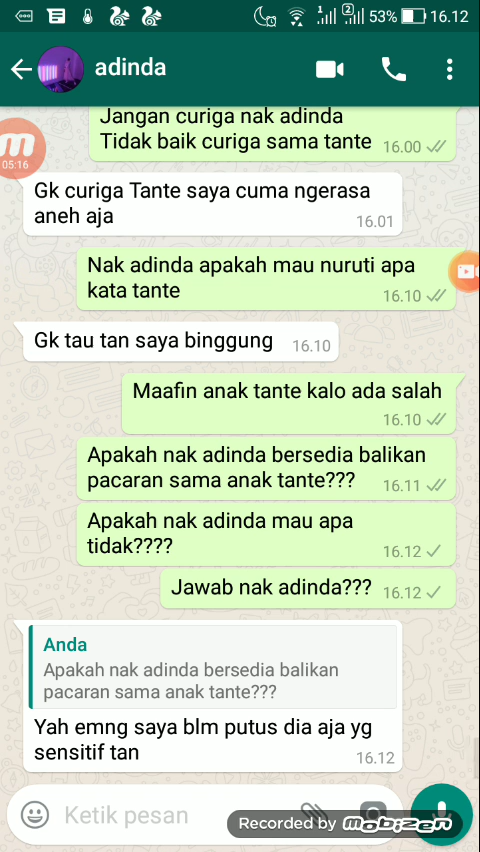 53% 16.12
adinda
Jangan curiga nak adinda
Tidak baik curiga sama tante 16.00
05:16
Gk curiga Tante saya cuma ngerasa
aneh aja
16.01
Nak adinda apakah mau nuruti apa
kata tante
16.10
Gk tau tan saya binggung 16.10
Maafin anak tante kalo ada salah
16.10
Apakah nak adinda bersedia balikan
pacaran sama anak tante??? 16.11
Apakah nak adinda mau apa
tidak????
16.12
Jawab nak adinda??? 16.12
Anda
Apakah nak adinda bersedia balikan
pacaran sama anak tante???
Yah emng saya blm putus dia aja yg
sensitif tan
16.12
Ketik pesan
Recorded by mobizen